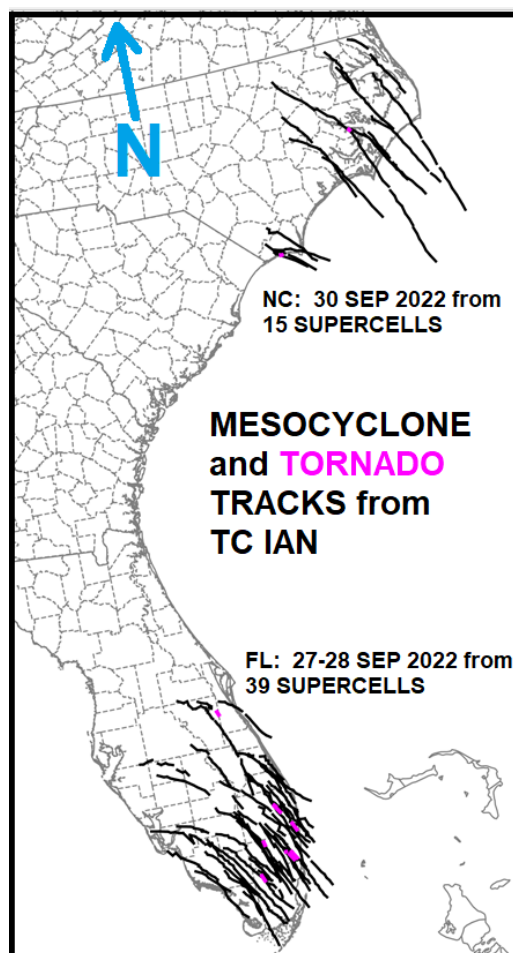 N
NC: 30 SEP 2022 from
15 SUPERCELLS
MESOCYCLONE
and TORNADO
TRACKS from
TC IAN
FL: 27-28 SEP 2022 from
39 SUPERCELLS